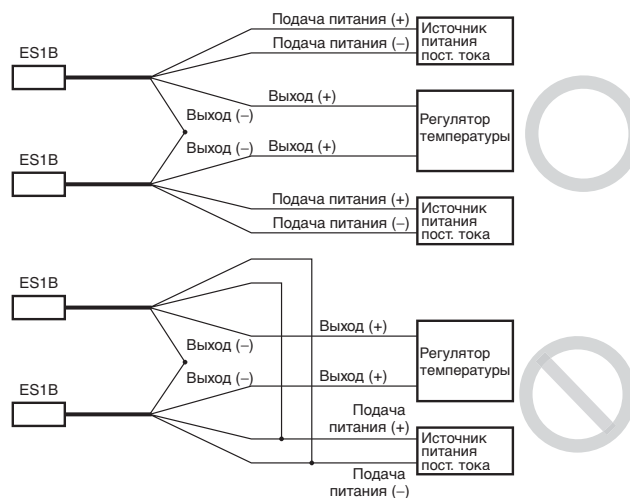 Подача питания (+)
Источник
питания
пост. тока
ES1B
Подача питания (–)
Выход (+)
Выход (–)
Регулятор
температуры
Выход (–)
Выход (+)
ES1B
Подача питания (+)
Источник
питания
пост. тока
Подача питания (–)
ES1B
Выход (+)
Выход (–)
Регулятор
температуры
Выход (–)
Выход (+)
ES1B
Подача
питания (+)
Источник
питания
пост. тока
Подача
питания (–)